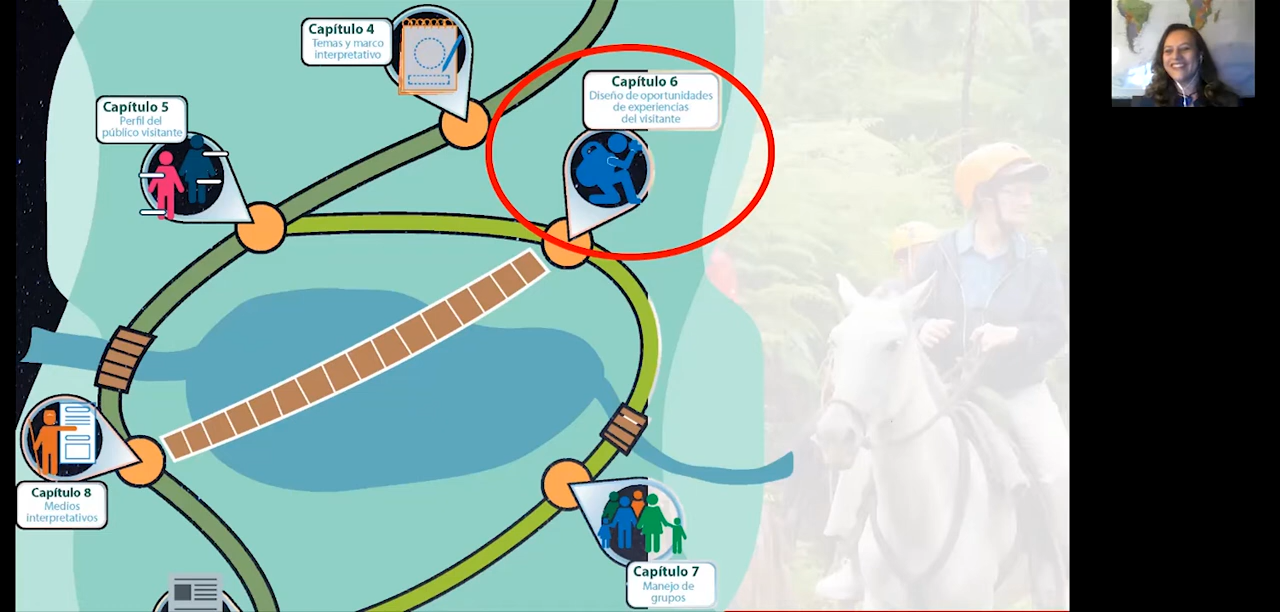 Capítulo 4
Temas y marco
interpretativo
Capítulo 6
Diseño de oportunidades
de experiencias
del visitante
Capítulo 5
Perfil del
público visitante
Capítulo 8
Medios
interpretativos
Capítulo 7
Manejo de
grupos